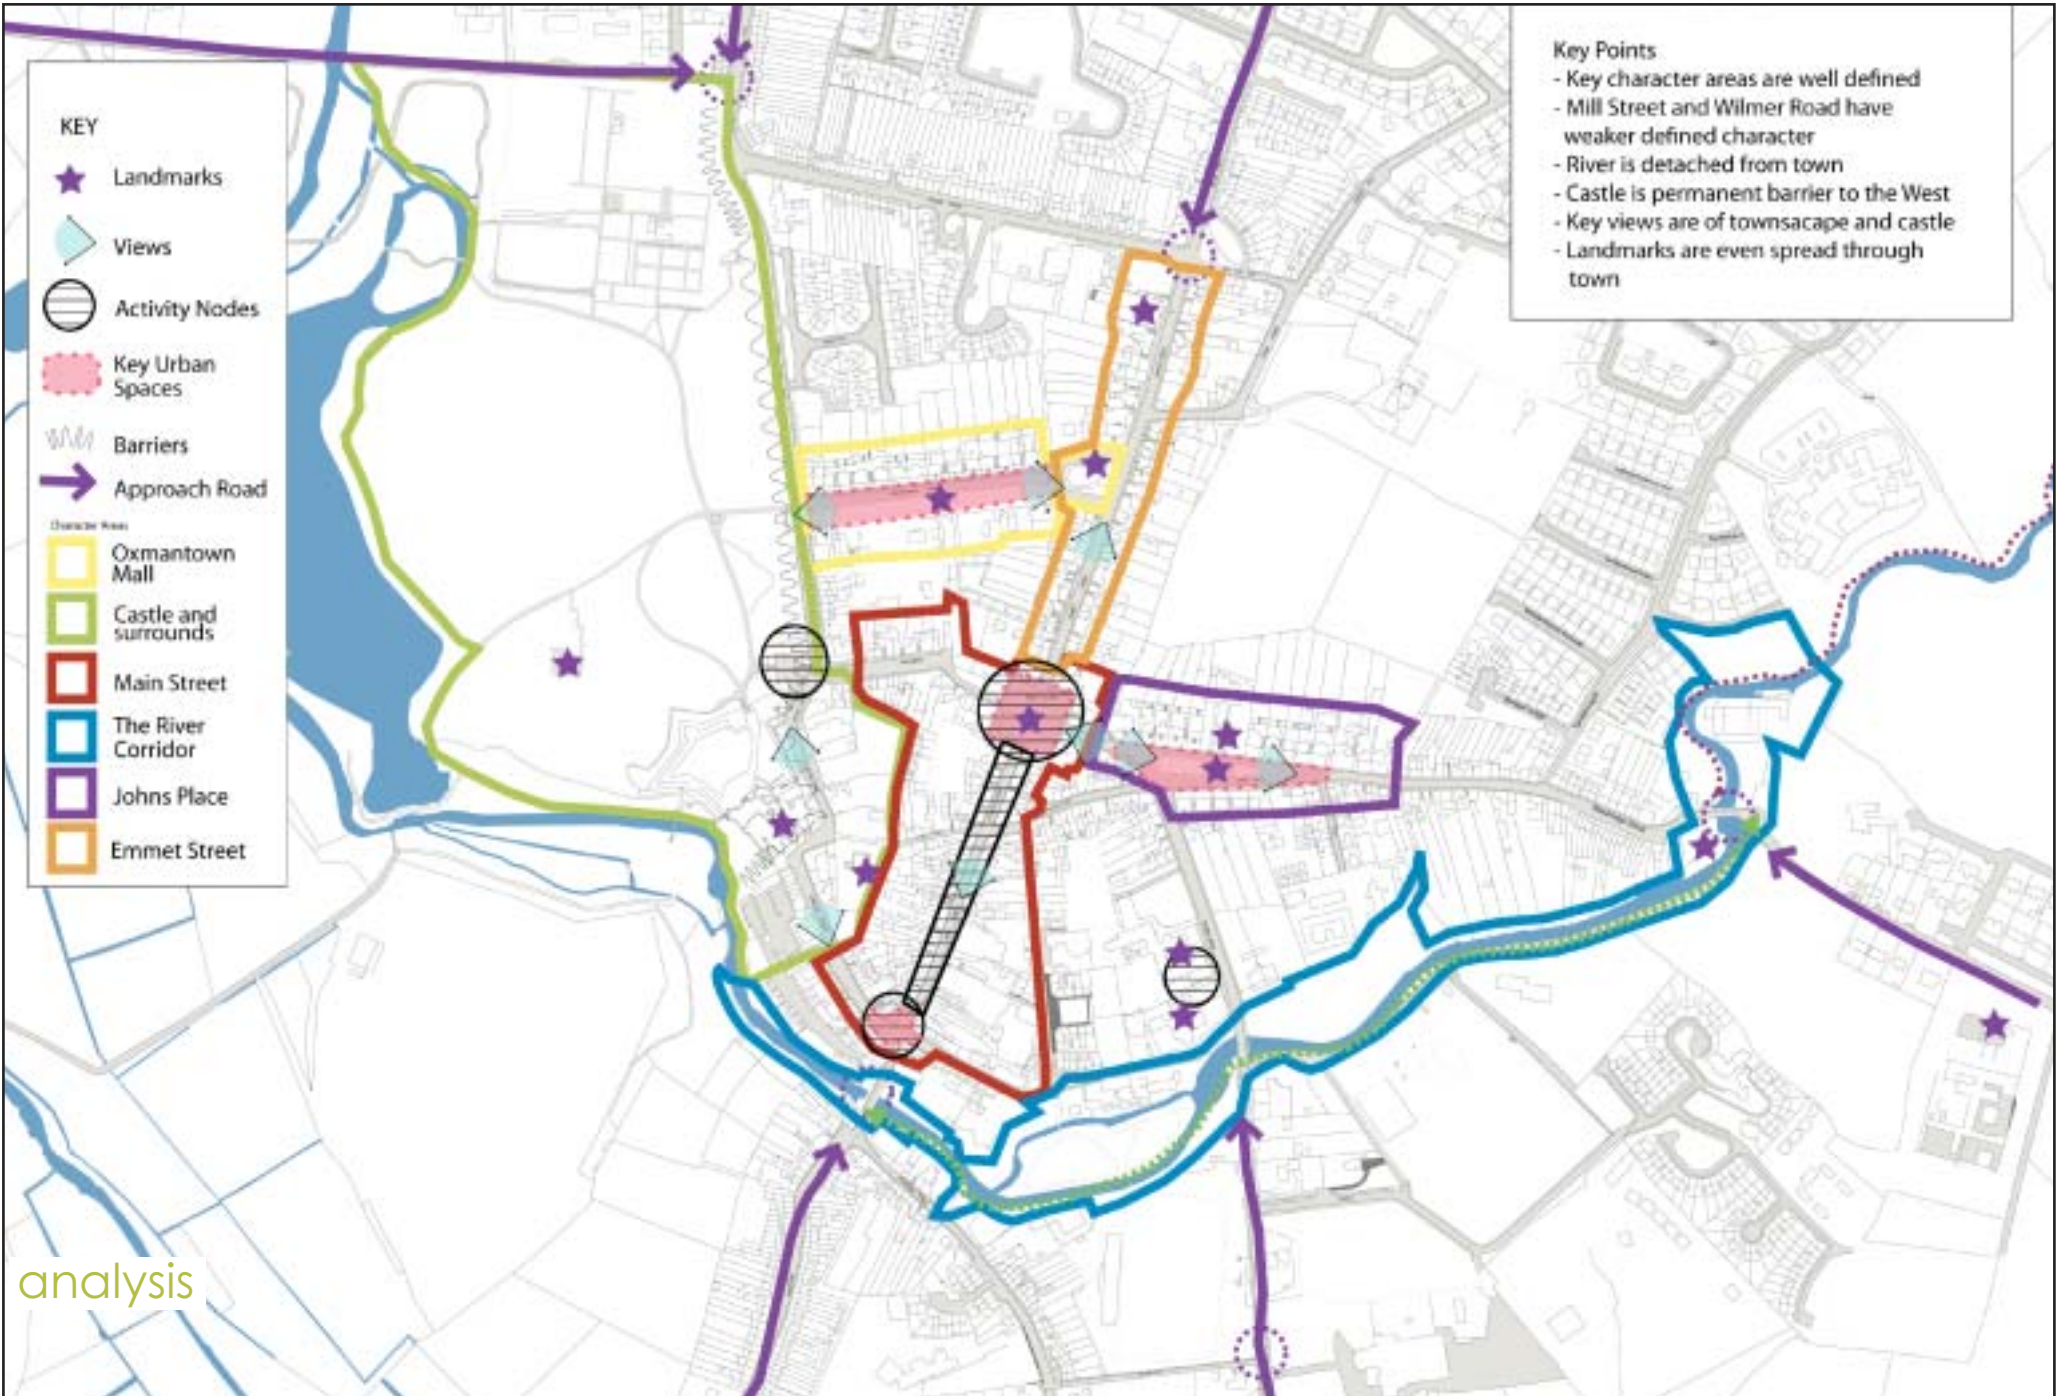 KEY
Landmarks
Views
Activity Nodes
Key Urban
Spaces
Barriers
Approach Road
Character Areas
Oxmantown
Mall
Castle and
surrounds
Main Street
The River
Corridor
Johns Place
Emmet Street
Key Points
- Key character areas are well defined
- Mill Street and Wilmer Road have
weaker defined character
- River is detached from town
- Castle is permanent barrier to the West
- Key views are of townsacape and castle
- Landmarks are even spread through
town
analysis